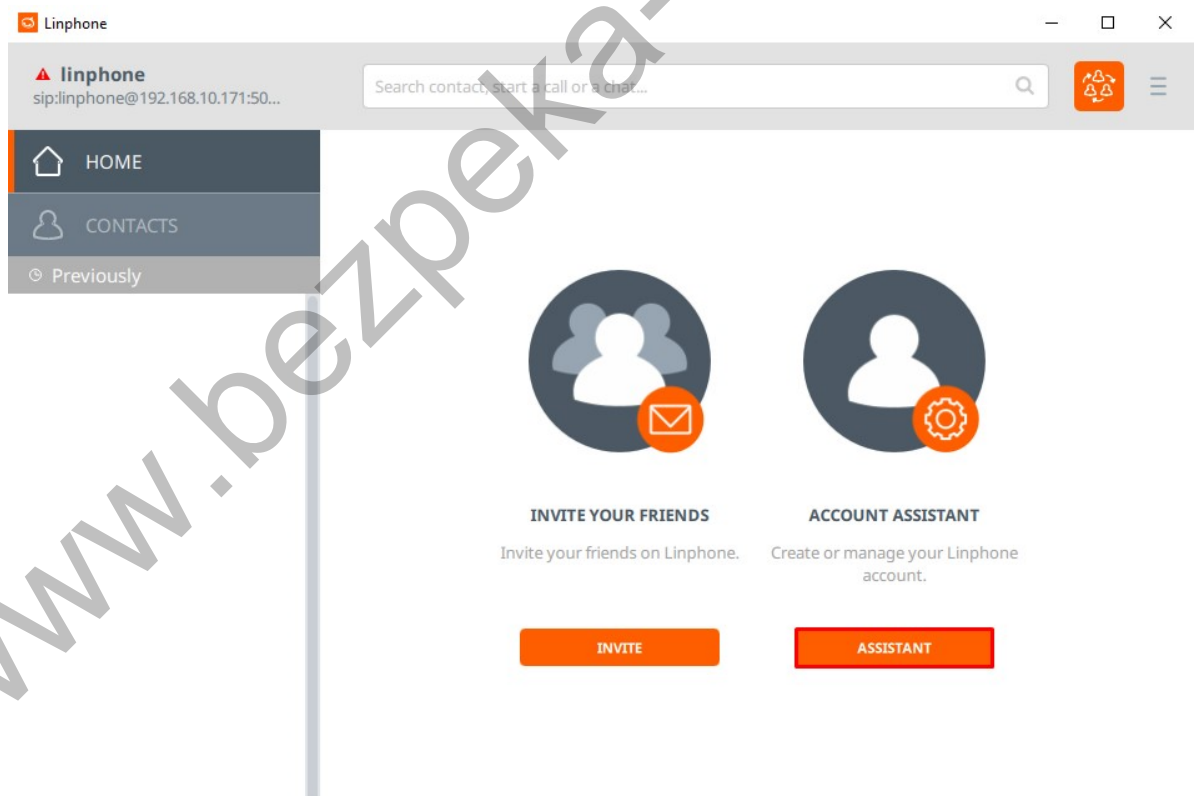 Linphone
linphone
sip:linphone@192.168.10.171:50...
Search contact, start a call or a chat...
HOME
CONTACTS
Previously
INVITE YOUR FRIENDS
Invite your friends on Linphone.
INVITE
ACCOUNT ASSISTANT
Create or manage your Linphone
account.
ASSISTANT
www.bezpeka-